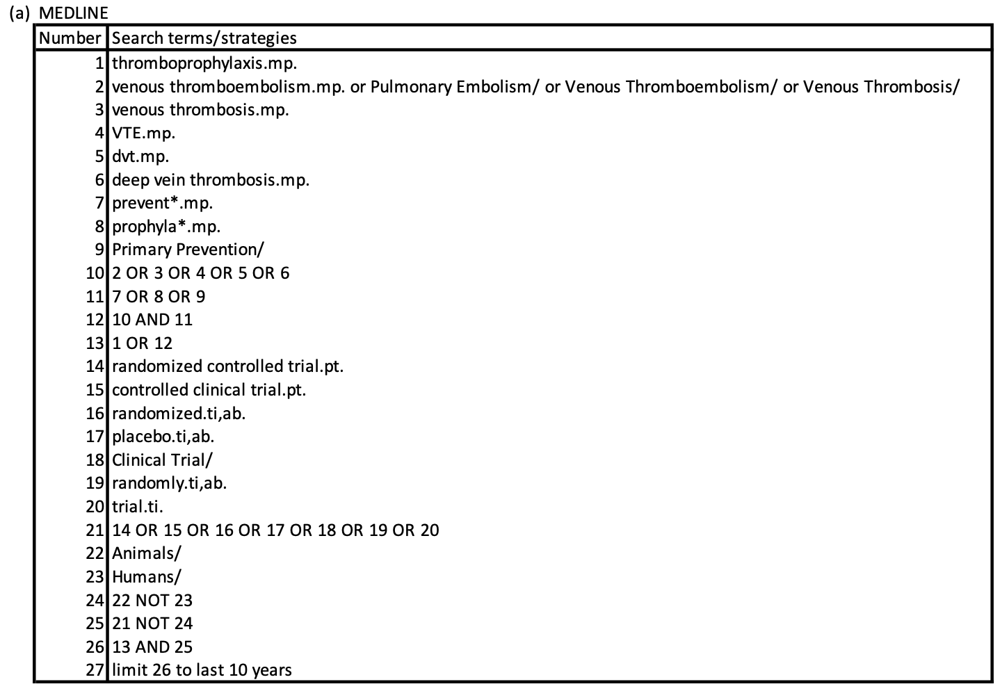 (a) MEDLINE
Number Search terms/strategies
1 thromboprophylaxis.mp.
2 venous thromboembolism.mp. or Pulmonary Embolism/ or Venous Thromboembolism/ or Venous Thrombosis/
3 venous thrombosis.mp.
4 VTE.mp.
5 dvt.mp.
6 deep vein thrombosis.mp.
7 prevent*.mp.
8 prophyla*.mp.
9 Primary Prevention/
10 2 OR 3 OR 4 OR 5 OR 6
11 7 OR 8 OR 9
12 10 AND 11
13 1 OR 12
14 randomized controlled trial.pt.
15 controlled clinical trial.pt.
16 randomized.ti,ab.
17 placebo.ti,ab.
18 Clinical Trial/
19 randomly.ti,ab.
20 trial.ti.
21 14 OR 15 OR 16 OR 17 OR 18 OR 19 OR 20
22 Animals/
23 Humans/
24 22 NOT 23
25 21 NOT 24
26 13 AND 25
27 limit 26 to last 10 years